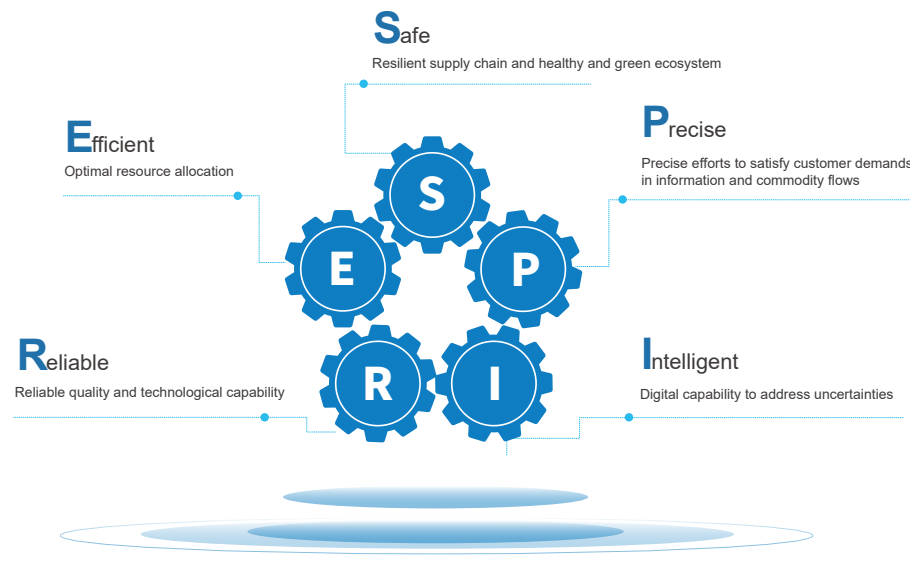 Safe
Resilient supply chain and healthy and green ecosystem
Efficient
Optimal resource allocation
Precise
Precise efforts to satisfy customer demands
in information and commodity flows
S
E
P
R
I
Reliable
Reliable quality and technological capability
Intelligent
Digital capability to address uncertainties